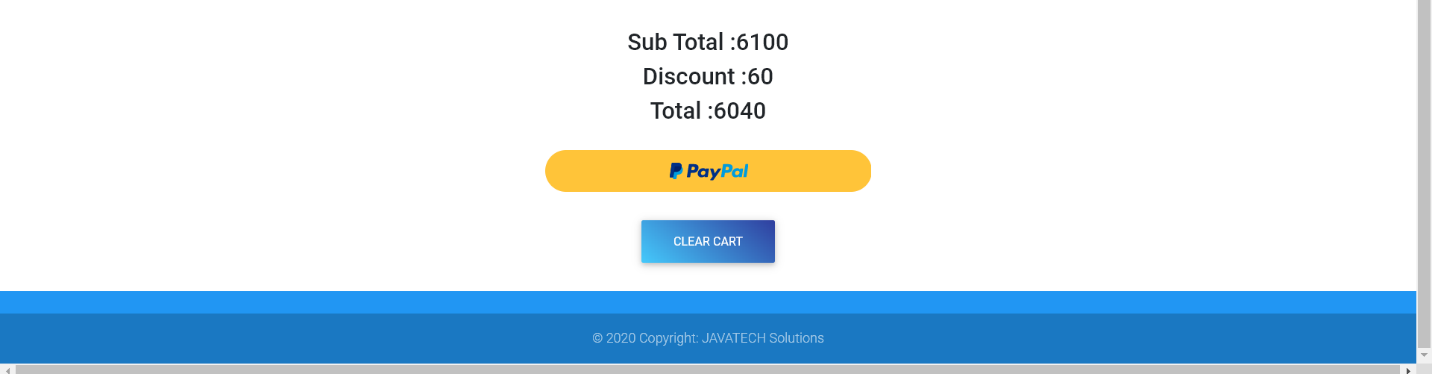 Sub Total :6100
Discount :60
Total :6040
PayPal
CLEAR CART
© 2020 Copyright: JAVATECH Solutions